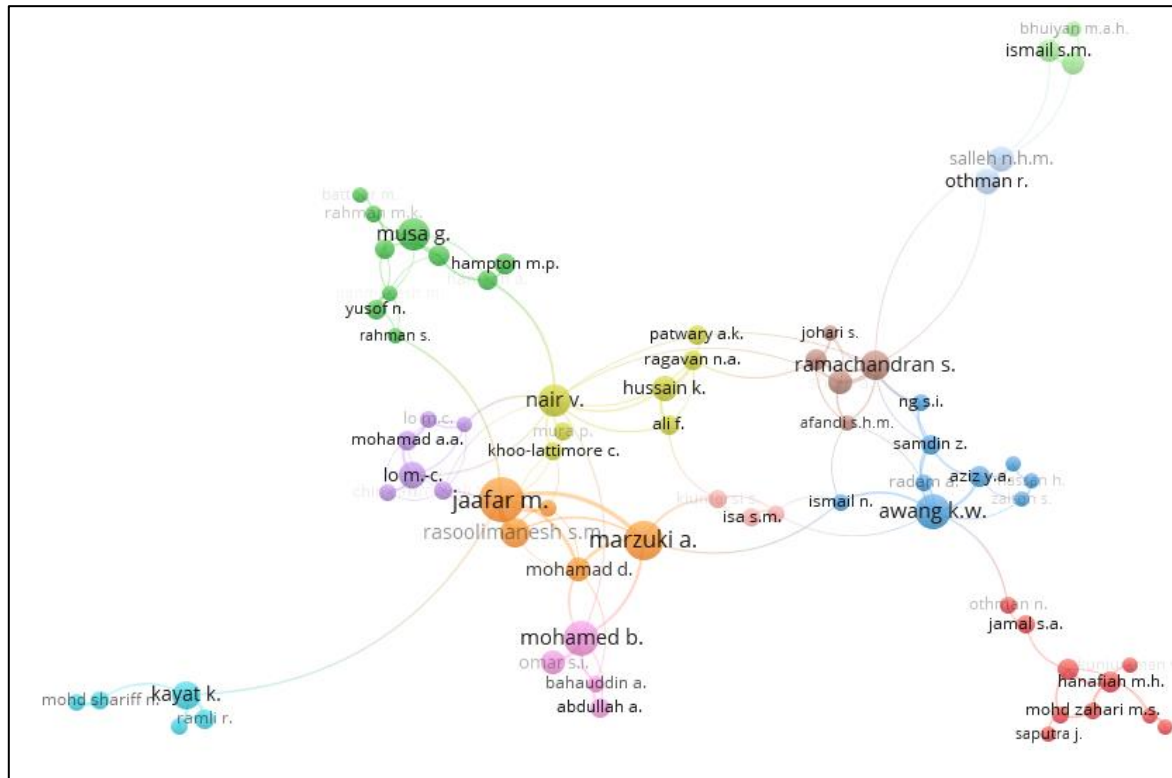 bhuiyan m.a.h.
ismail s.m.
salleh n.h.m.
othman r.
rahman m.k.
musa g.
hampton m.p.
yusof n.
rahman s.
patwary a.k.
johari s.
ragavan n.a.
ramachandran s.
hussain k.
nair v.
ng s.i.
lo m.c.
ali f.
afandi s.h.m.
mura p.
mohamad a.a.
khoo-lattimore c.
samdin z.
lo m.-c.
aziz y.a.
radam a.
jaafar m.
ismail n.
isa s.m.
awang k.w.
rasoolimanesh s.m.
marzuki a.
mohamad d.
othman n.
jamal s.a.
mohamed b.
omar s.i.
bahauddin a.
hanafiah m.h.
kayat k.
mohd shariff n.
abdullah a.
mohd zahari m.s.
ramli r.
saputra j.